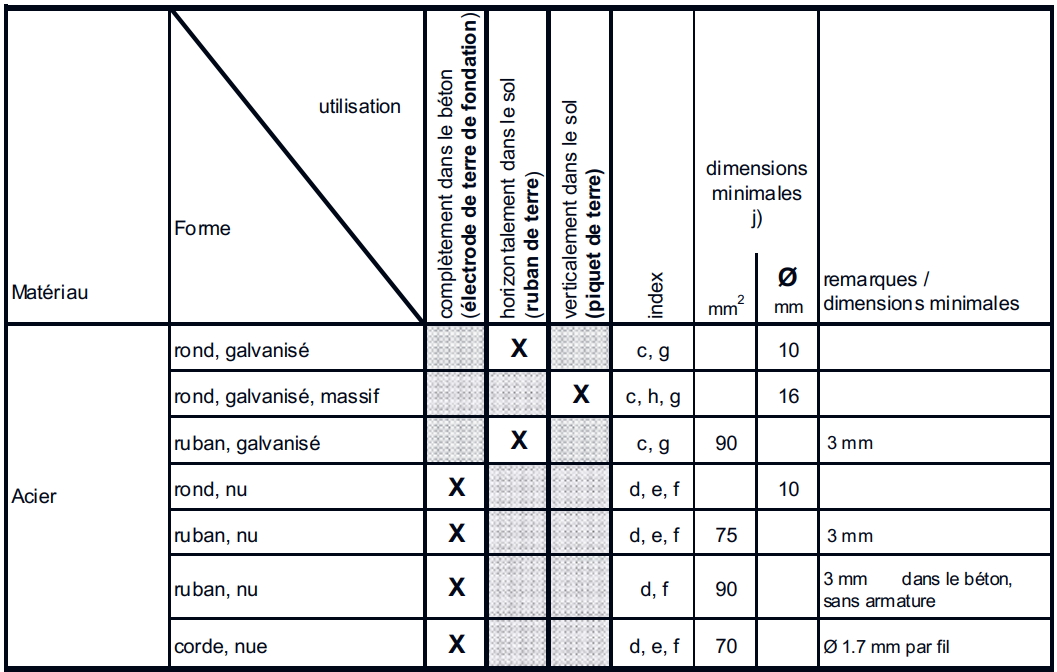 Matériau
Forme
utilisation
complètement dans le béton
(électrode de terre de fondation)
horizontalement dans le sol
(ruban de terre)
verticalement dans le sol
(piquet de terre)
index
dimensions
minimales
j)
mm²
Ø
mm
remarques /
dimensions minimales
Acier
rond, galvanisé X c, g 10
rond, galvanisé, massif X c, h, g 16
ruban, galvanisé X c, g 90 3 mm
rond, nu X d, e, f 10
ruban, nu X d, e, f 75 3 mm
ruban, nu X d, f 90 3 mm dans le béton,
sans armature
corde, nue X d, e, f 70 Ø 1.7 mm par fil